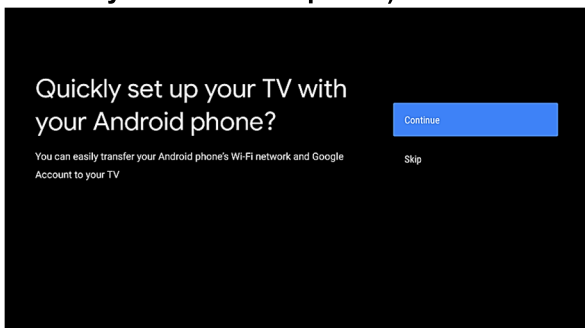 Quickly set up your TV with
your Android phone?
You can easily transfer your Android phone's Wi-Fi network and Google
Account to your TV
Continue
Skip